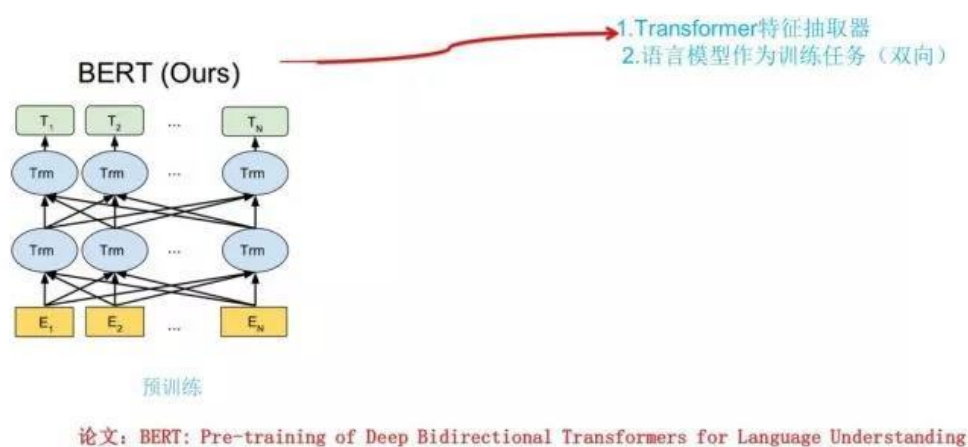 1.Transformer特征抽取器
2.语言模型作为训练任务（双向）
BERT (Ours)
T₁ T₂ ... T_N
Trm Trm ... Trm
Trm Trm ... Trm
E₁ E₂ ... E_N
预训练
论文：BERT: Pre-training of Deep Bidirectional Transformers for Language Understanding